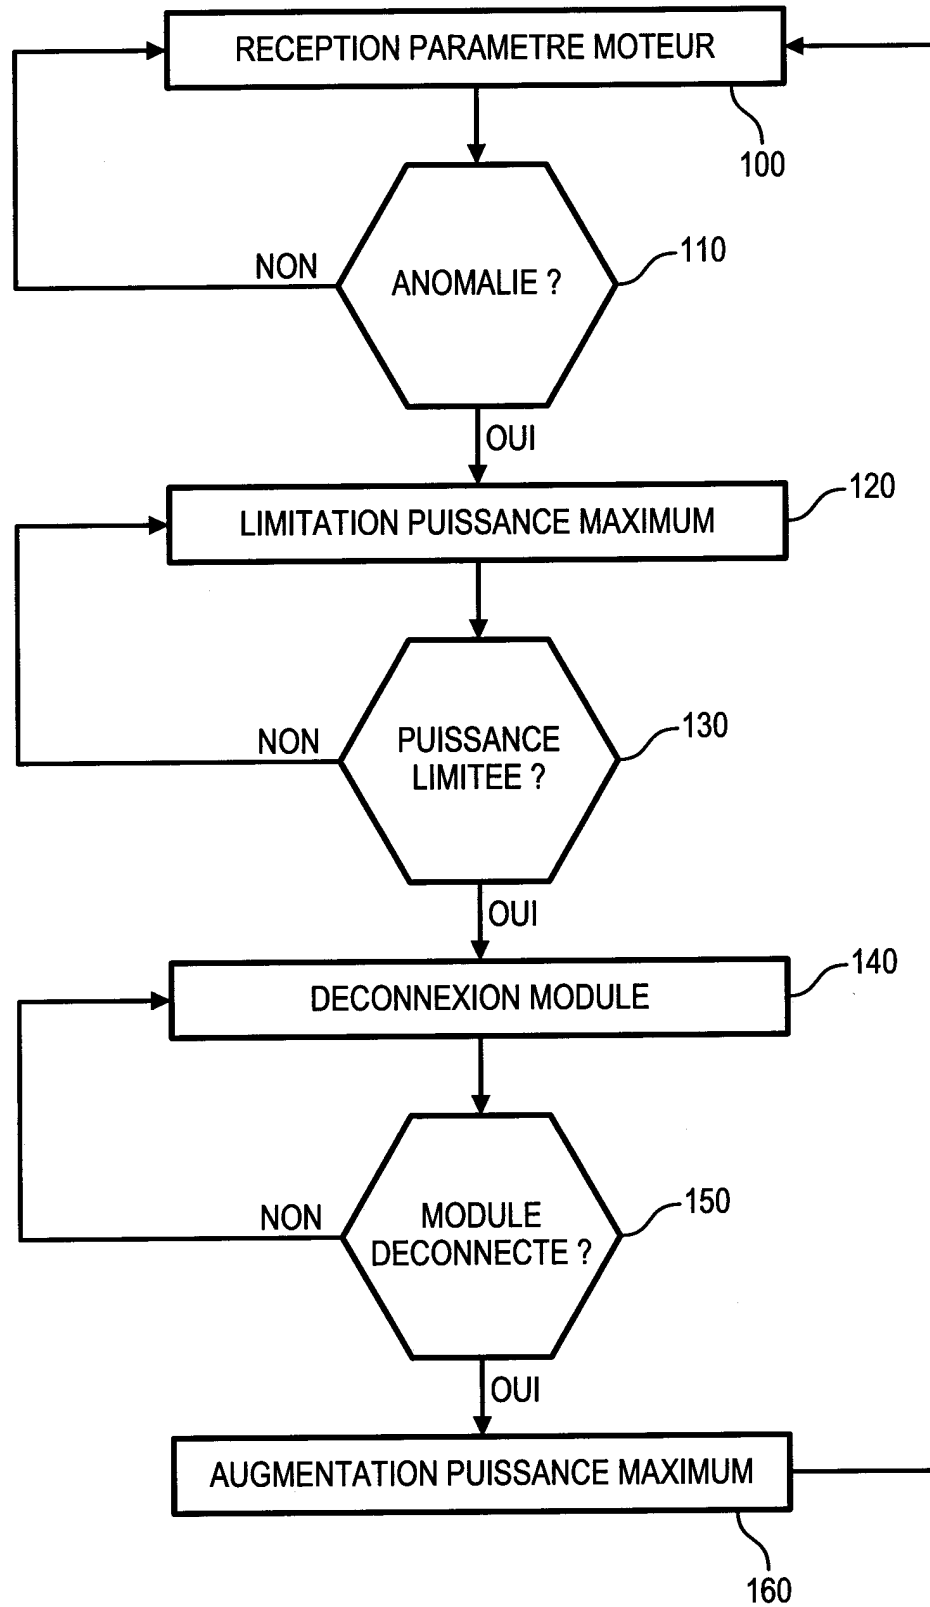 RECEPTION PARAMETRE MOTEUR
100
ANOMALIE ?
110
NON
OUI
LIMITATION PUISSANCE MAXIMUM
120
PUISSANCE
LIMITEE ?
130
NON
OUI
DECONNEXION MODULE
140
MODULE
DECONNECTE ?
150
NON
OUI
AUGMENTATION PUISSANCE MAXIMUM
160